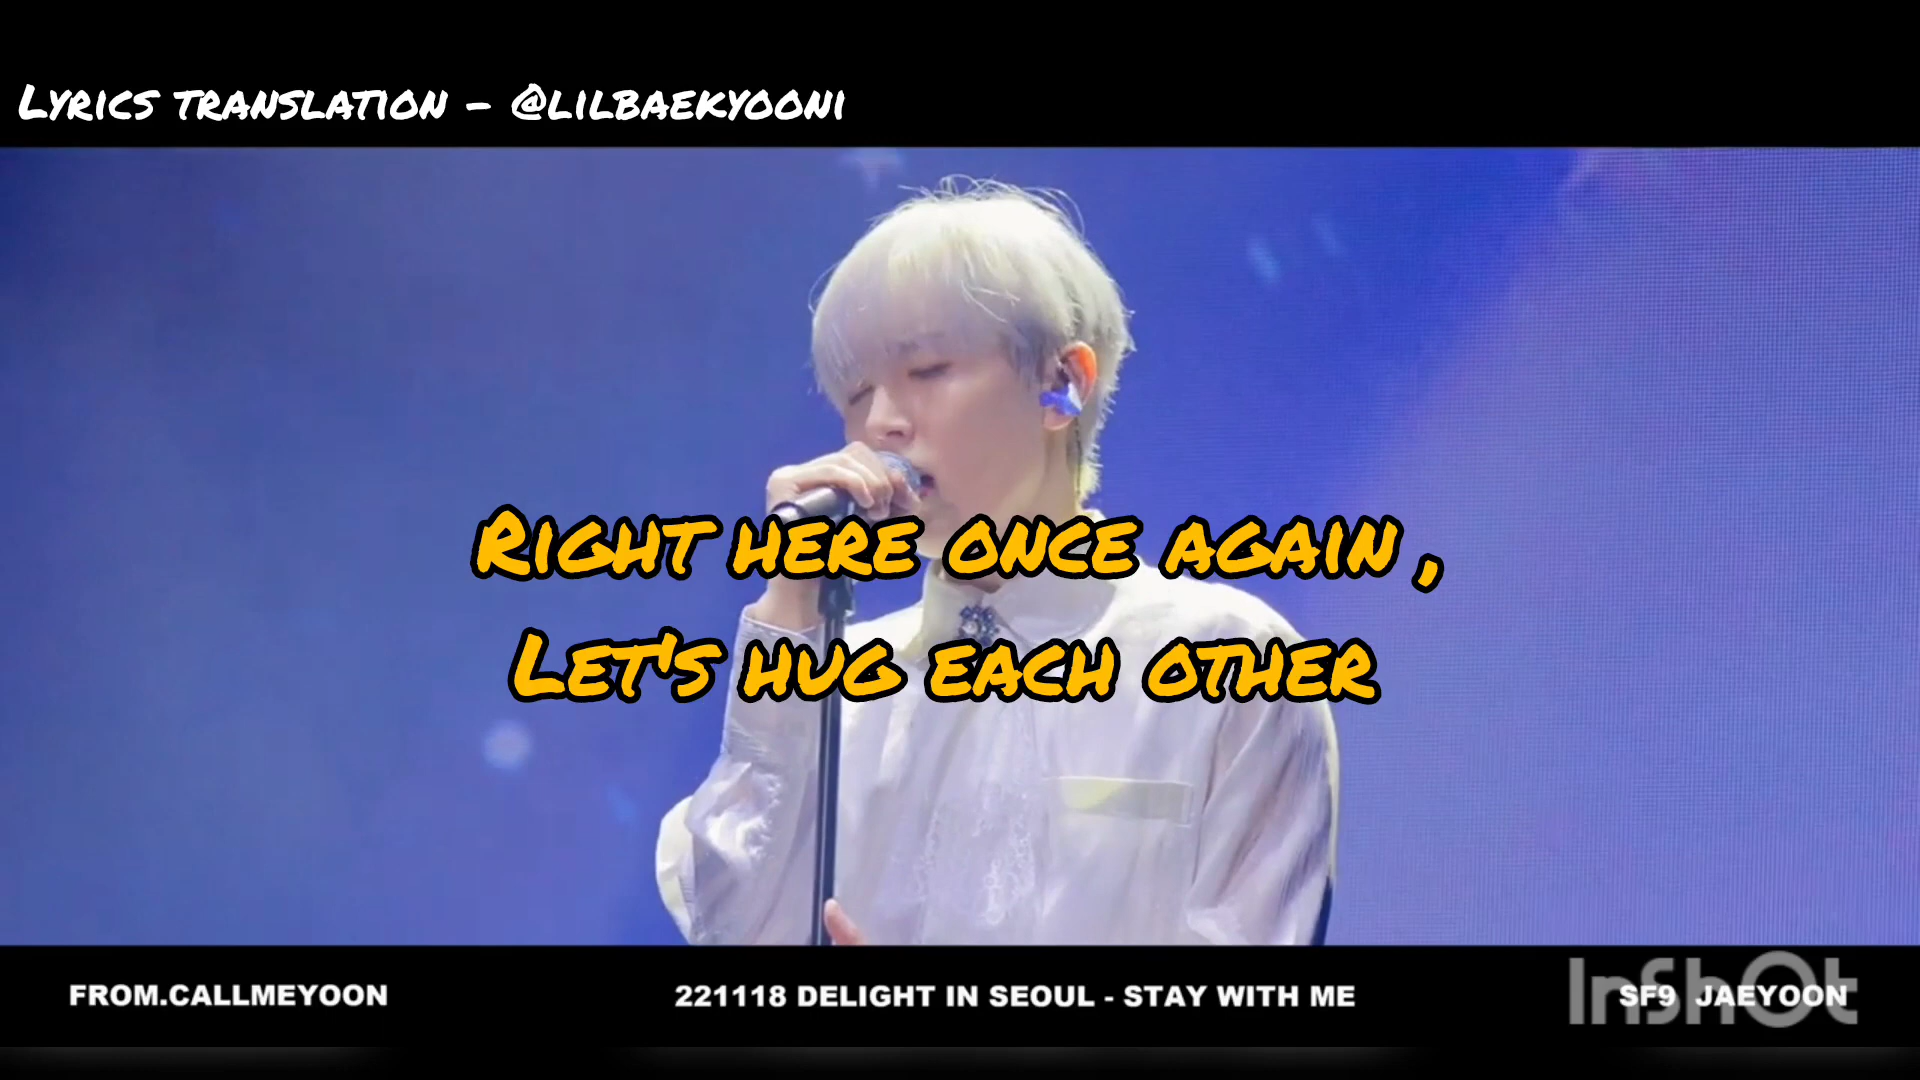 LYRICS TRANSLATION - @LILBAEKYOONI
RIGHT HERE ONCE AGAIN ,
LET'S HUG EACH OTHER
FROM.CALLMEYOON
221118 DELIGHT IN SEOUL - STAY WITH ME
SF9 JAEYOON
InShOt